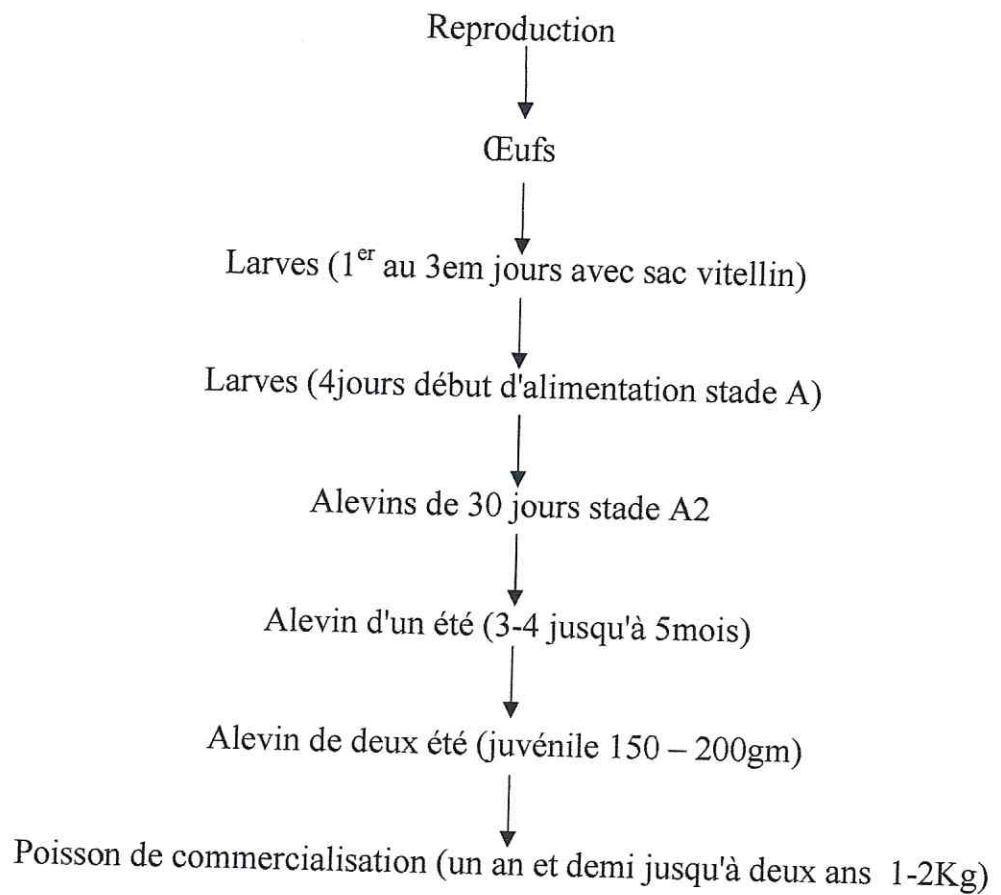 Reproduction
Œufs
Larves (1er au 3em jours avec sac vitellin)
Larves (4jours début d'alimentation stade A)
Alevins de 30 jours stade A2
Alevin d'un été (3-4 jusqu'à 5mois)
Alevin de deux été (juvénile 150 – 200gm)
Poisson de commercialisation (un an et demi jusqu'à deux ans 1-2Kg)